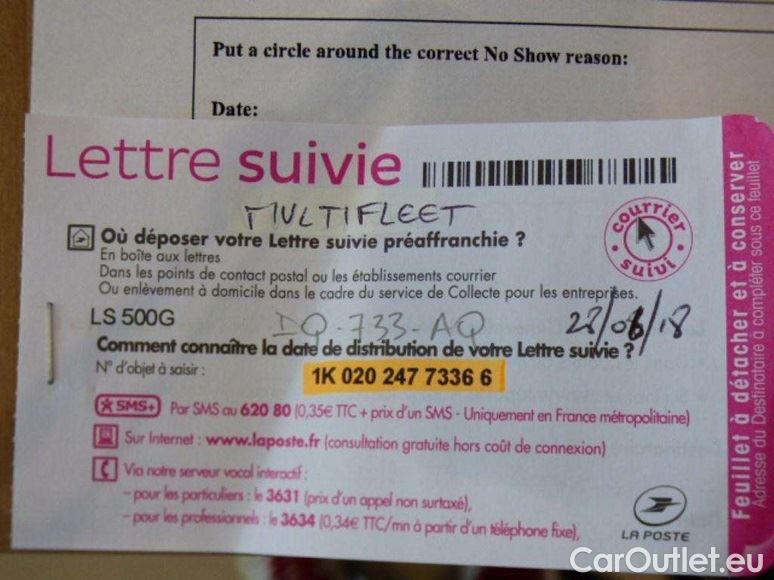 Put a circle around the correct No Show reason:
Date:
Lettre suivie
MULTIFLEET
courrier suivi
Où déposer votre Lettre suivie préaffranchie ?
En boîte aux lettres
Dans les points de contact postal ou les établissements courrier
Ou enlèvement à domicile dans le cadre du service de Collecte pour les entreprises.
LS 500G
DQ-733-AQ
28/06/18
Comment connaître la date de distribution de votre Lettre suivie ?
N° d'objet à saisir :
1K 020 247 7336 6
SMS+ Par SMS au 620 80 (0,35€ TTC + prix d'un SMS - Uniquement en France métropolitaine)
Sur Internet : www.laposte.fr (consultation gratuite hors coût de connexion)
Via notre serveur vocal interactif :
– pour les particuliers : le 3631 (prix d'un appel non surtaxé),
– pour les professionnels : le 3634 (0,34€ TTC/mn à partir d'un téléphone fixe),
LA POSTE
Feuillet à détacher et à conserver
Adresse du Destinataire à compléter sous ce feuillet
CarOutlet.eu